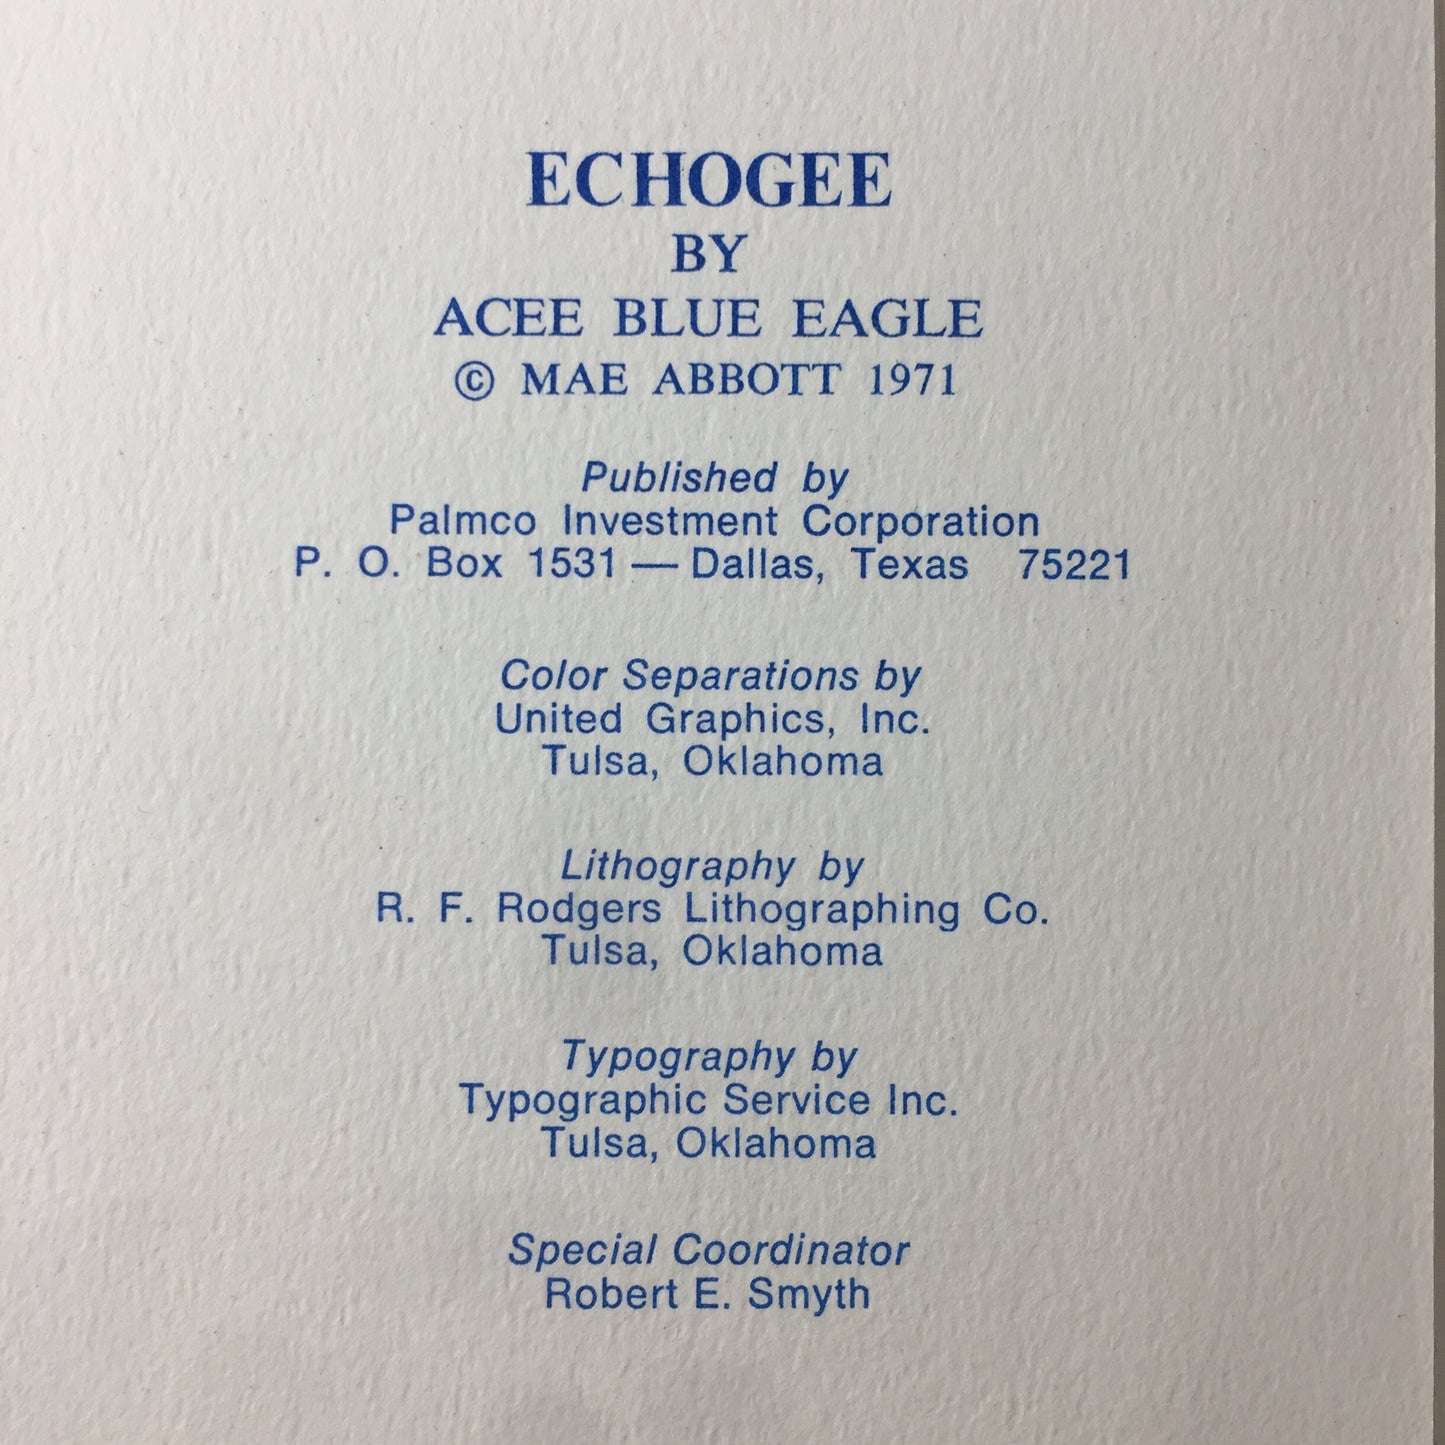 ECHOGEE
BY
ACEE BLUE EAGLE
© MAE ABBOTT 1971
Published by
Palmco Investment Corporation
P. O. Box 1531 — Dallas, Texas 75221
Color Separations by
United Graphics, Inc.
Tulsa, Oklahoma
Lithography by
R. F. Rodgers Lithographing Co.
Tulsa, Oklahoma
Typography by
Typographic Service Inc.
Tulsa, Oklahoma
Special Coordinator
Robert E. Smyth